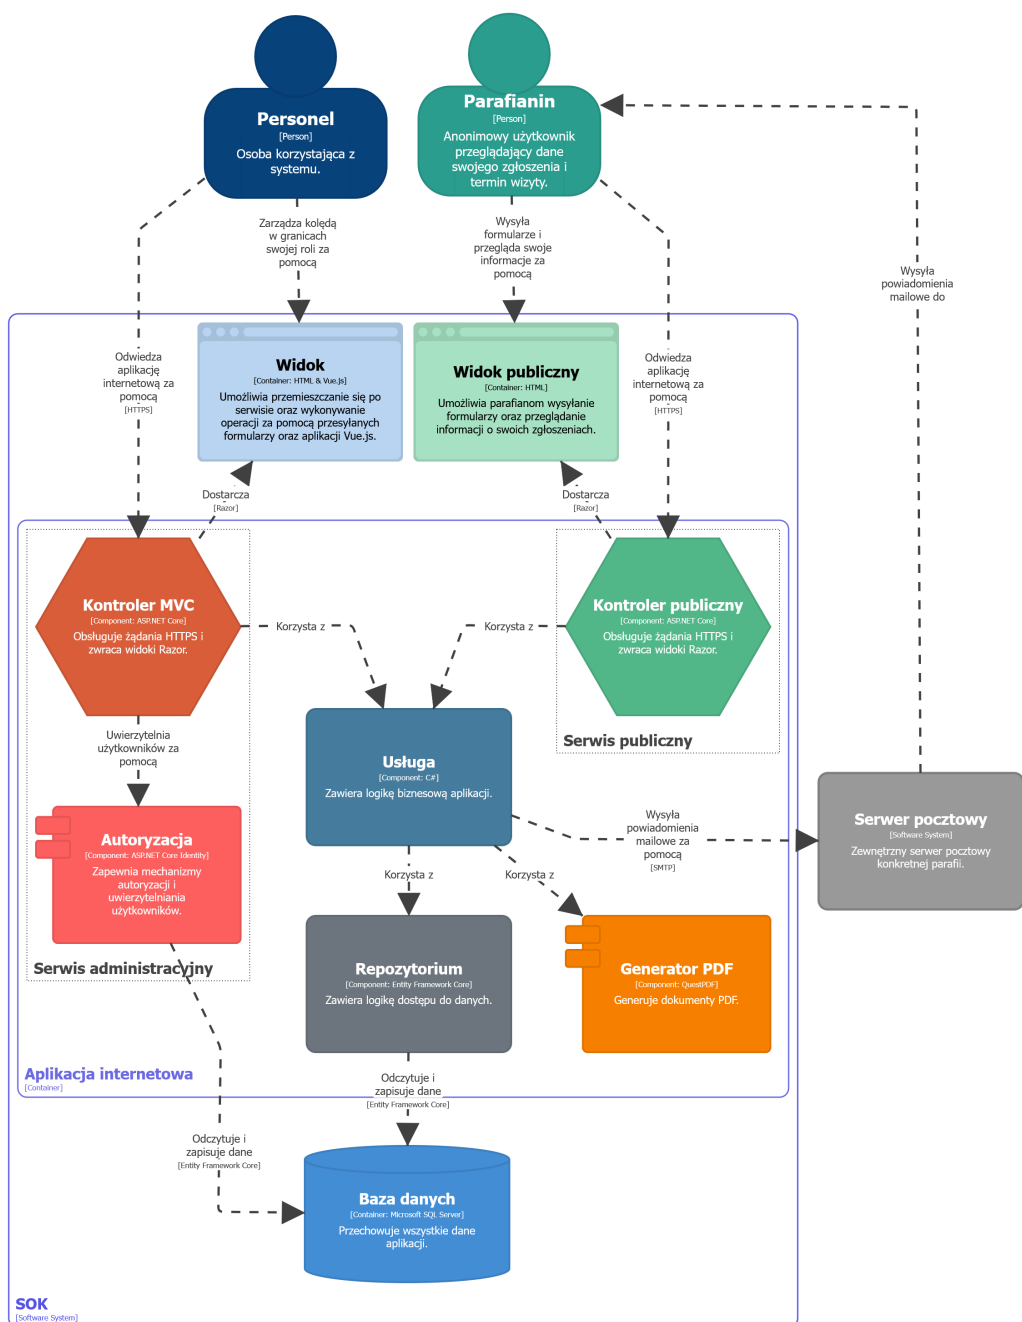 Personel
[Person]
Osoba korzystająca z
systemu.
Parafianin
[Person]
Anonimowy użytkownik
przeglądający dane
swojego zgłoszenia i
termin wizyty.
Zarządza kolędą
w granicach
swojej roli za
pomocą
Wysyła
formularze i
przegląda swoje
informacje za
pomocą
Wysyła
powiadomienia
mailowe do
Odwiedza
aplikację
internetową za
pomocą
[HTTPS]
Widok
[Container: HTML & Vue.js]
Umożliwia przemieszczanie się po
serwisie oraz wykonywanie
operacji za pomocą przesyłanych
formularzy oraz aplikacji Vue.js.
Widok publiczny
[Container: HTML]
Umożliwia parafianom wysyłanie
formularzy oraz przeglądanie
informacji o swoich zgłoszeniach.
Odwiedza
aplikację
internetową za
pomocą
[HTTPS]
Dostarcza
[Razor]
Dostarcza
[Razor]
Kontroler MVC
[Component: ASP.NET Core]
Obsługuje żądania HTTPS i
zwraca widoki Razor.
Korzysta z
Korzysta z
Kontroler publiczny
[Component: ASP.NET Core]
Obsługuje żądania HTTPS i
zwraca widoki Razor.
Serwis publiczny
Uwierzytelnia
użytkowników za
pomocą
Usługa
[Component: C#]
Zawiera logikę biznesową aplikacji.
Autoryzacja
[Component: ASP.NET Core Identity]
Zapewnia mechanizmy
autoryzacji i
uwierzytelniania
użytkowników.
Serwis administracyjny
Wysyła
powiadomienia
mailowe za
pomocą
[SMTP]
Serwer pocztowy
[Software System]
Zewnętrzny serwer pocztowy
konkretnej parafii.
Korzysta z
Korzysta z
Repozytorium
[Component: Entity Framework Core]
Zawiera logikę dostępu do danych.
Generator PDF
[Component: QuestPDF]
Generuje dokumenty PDF.
Aplikacja internetowa
[Container]
Odczytuje i
zapisuje dane
[Entity Framework Core]
Odczytuje i
zapisuje dane
[Entity Framework Core]
Baza danych
[Container: Microsoft SQL Server]
Przechowuje wszystkie dane
aplikacji.
SOK
[Software System]